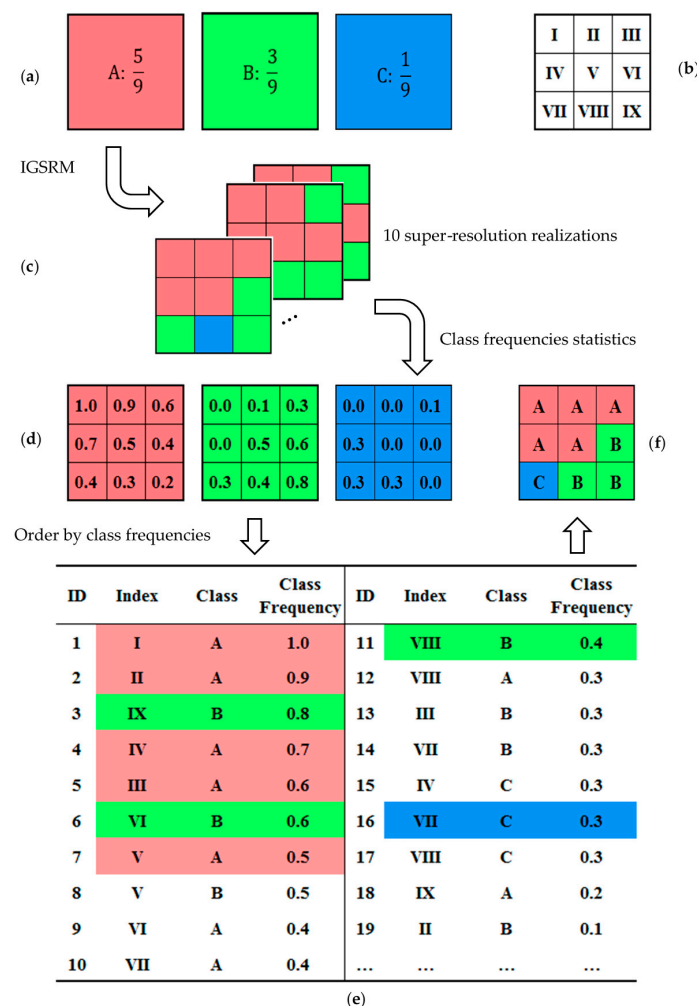 (a)
A: 5/9
B: 3/9
C: 1/9
I II III
IV V VI
VII VIII IX
(b)
IGSRM
10 super-resolution realizations
(c)
...
Class frequencies statistics
(d)
1.0 0.9 0.6
0.7 0.5 0.4
0.4 0.3 0.2
0.0 0.1 0.3
0.0 0.5 0.6
0.3 0.4 0.8
0.0 0.0 0.1
0.3 0.0 0.0
0.3 0.3 0.0
A A A
A A B
C B B
(f)
Order by class frequencies
ID Index Class Class Frequency ID Index Class Class Frequency
1 I A 1.0 11 VIII B 0.4
2 II A 0.9 12 VIII A 0.3
3 IX B 0.8 13 III B 0.3
4 IV A 0.7 14 VII B 0.3
5 III A 0.6 15 IV C 0.3
6 VI B 0.6 16 VII C 0.3
7 V A 0.5 17 VIII C 0.3
8 V B 0.5 18 IX A 0.2
9 VI A 0.4 19 II B 0.1
10 VII A 0.4 ... ... ... ...
(e)